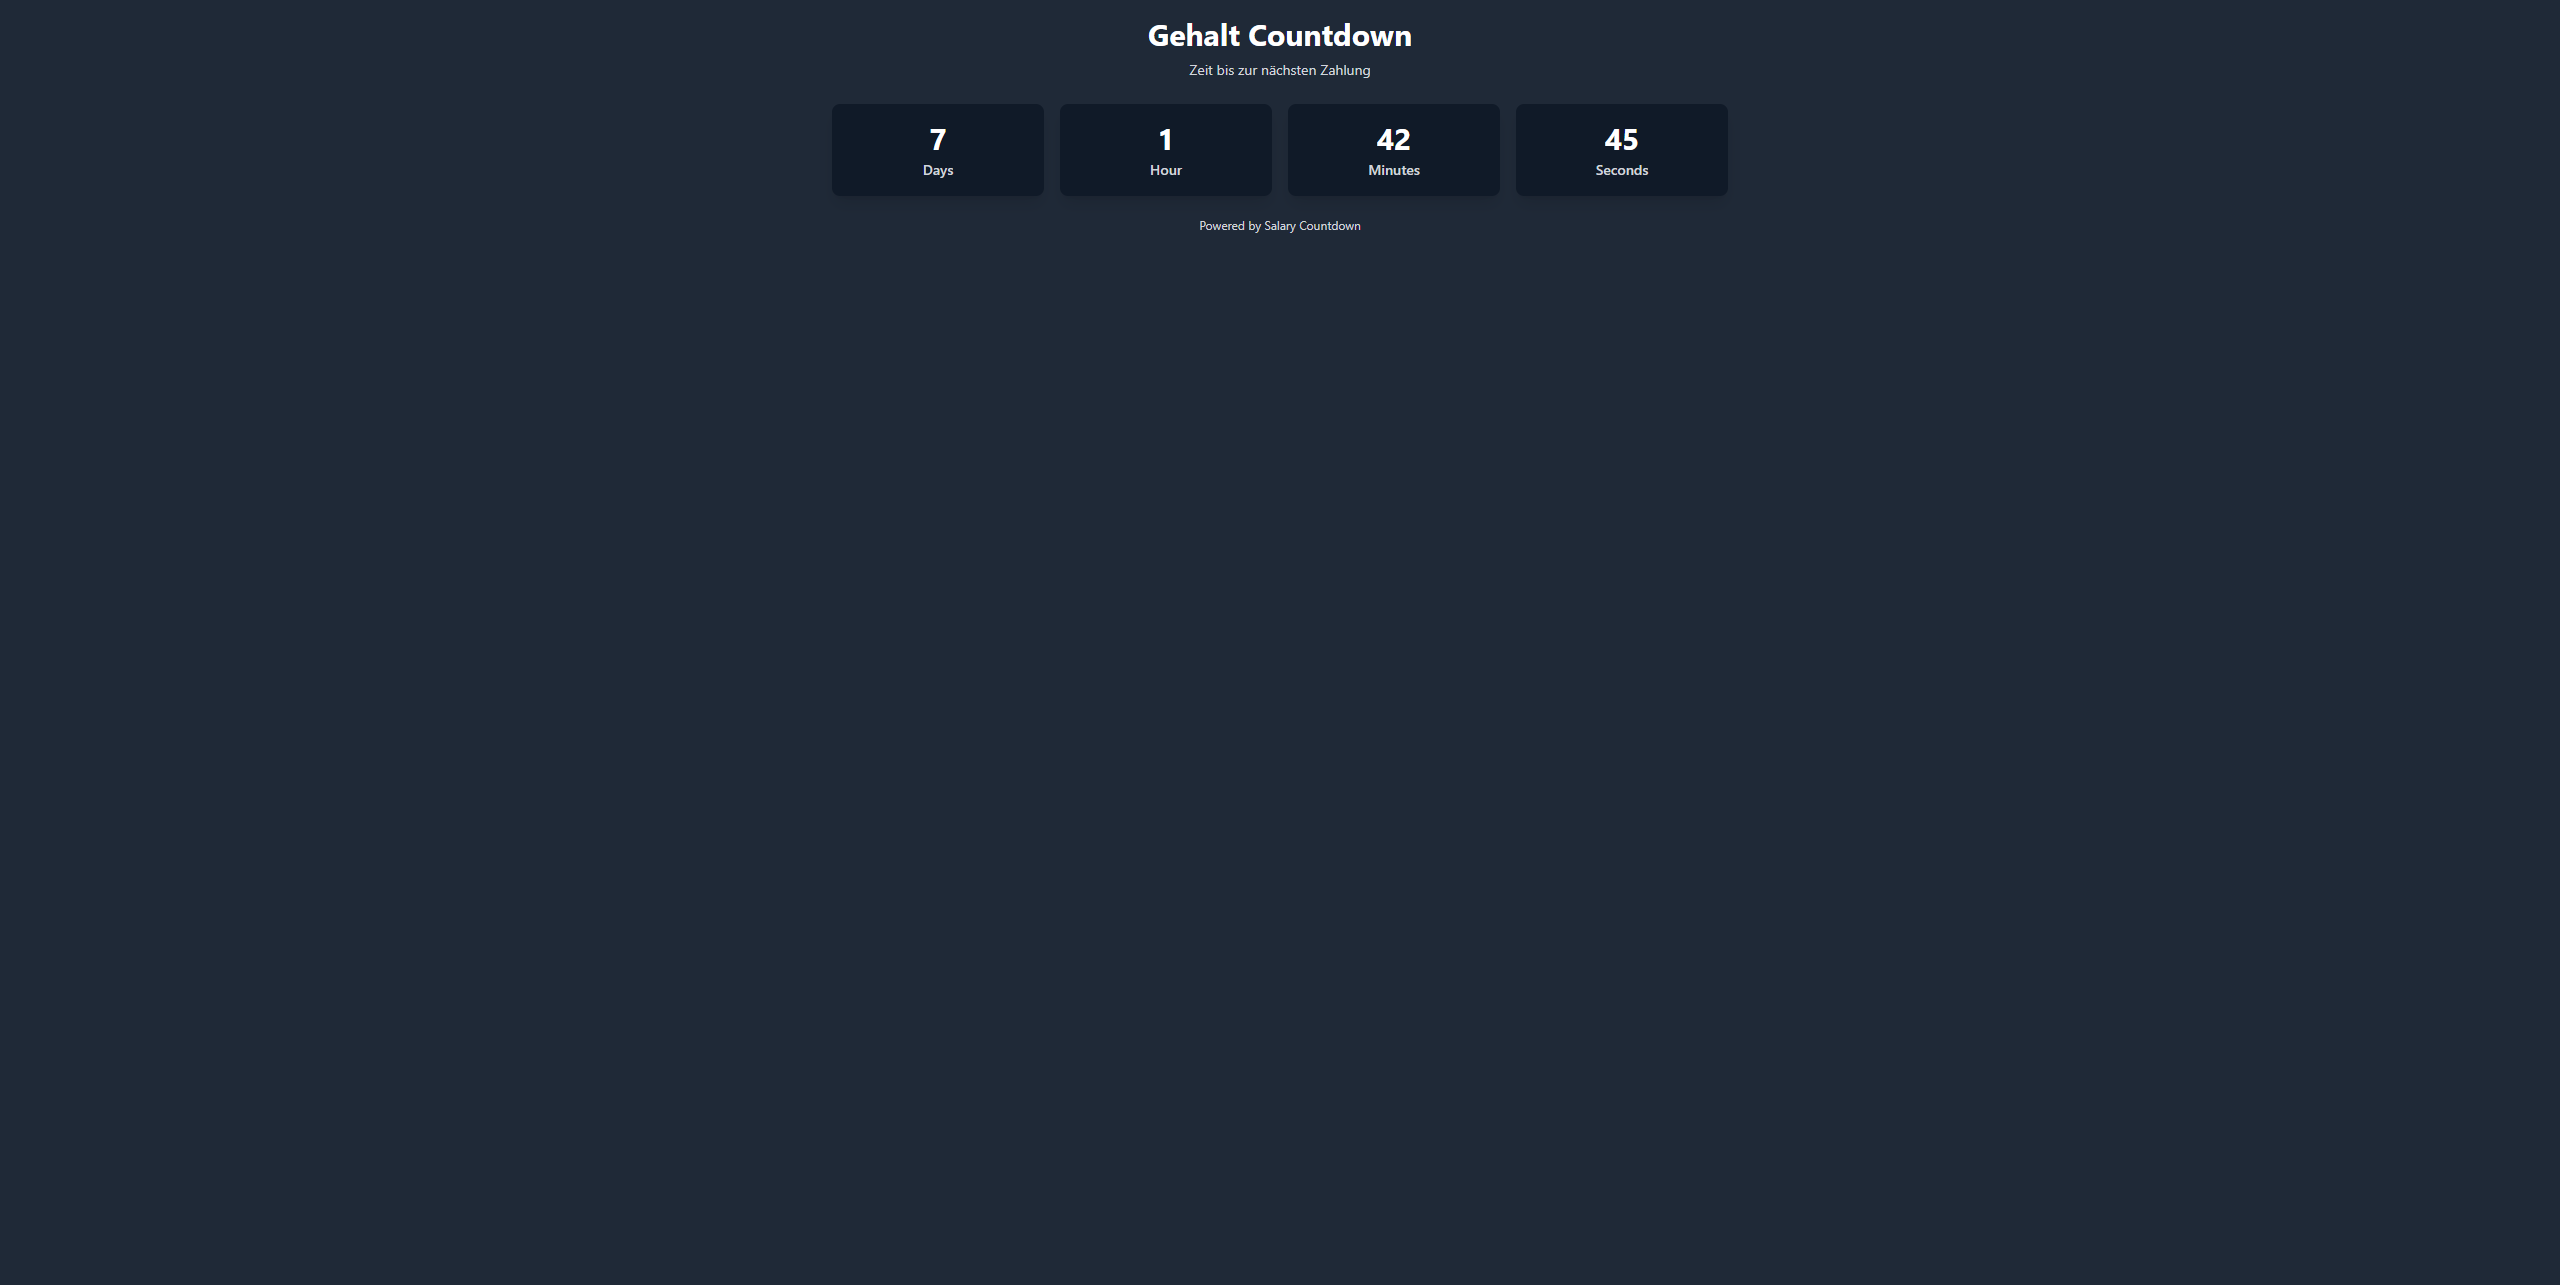 Gehalt Countdown
Zeit bis zur nächsten Zahlung
7 1 42 45
Days Hour Minutes Seconds
Powered by Salary Countdown